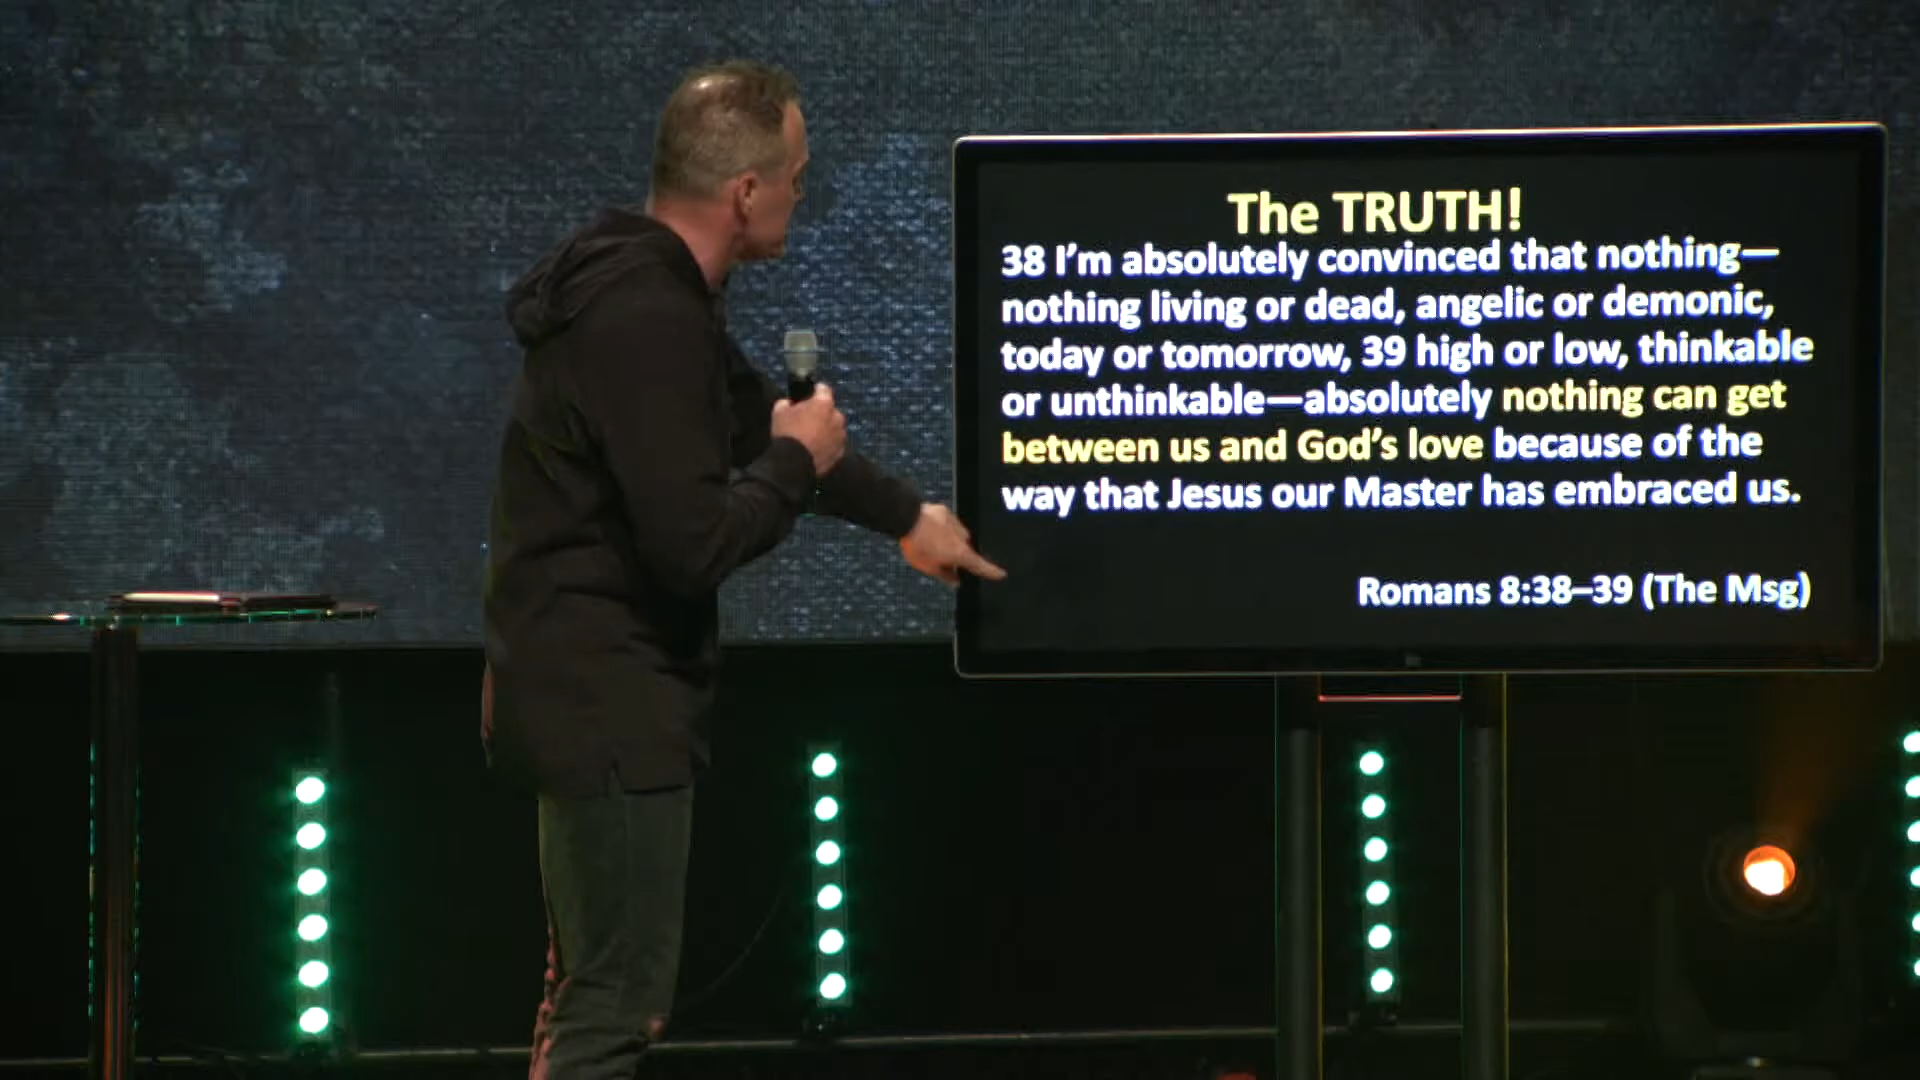 The TRUTH!
38 I’m absolutely convinced that nothing—
nothing living or dead, angelic or demonic,
today or tomorrow, 39 high or low, thinkable
or unthinkable—absolutely nothing can get
between us and God’s love because of the
way that Jesus our Master has embraced us.
Romans 8:38–39 (The Msg)